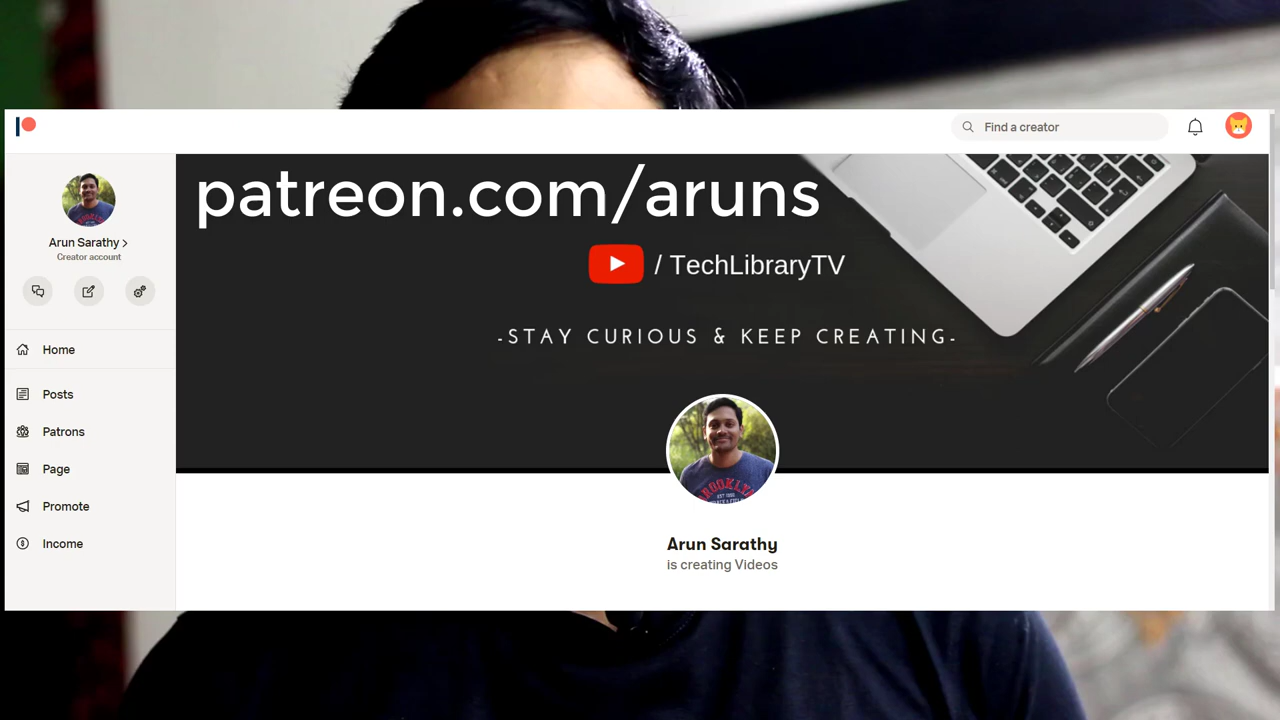 Find a creator
patreon.com/aruns
Arun Sarathy >
Creator account
/ TechLibraryTV
-STAY CURIOUS & KEEP CREATING-
Home
Posts
Patrons
Page
Promote
Income
BROOKLYN
Arun Sarathy
is creating Videos